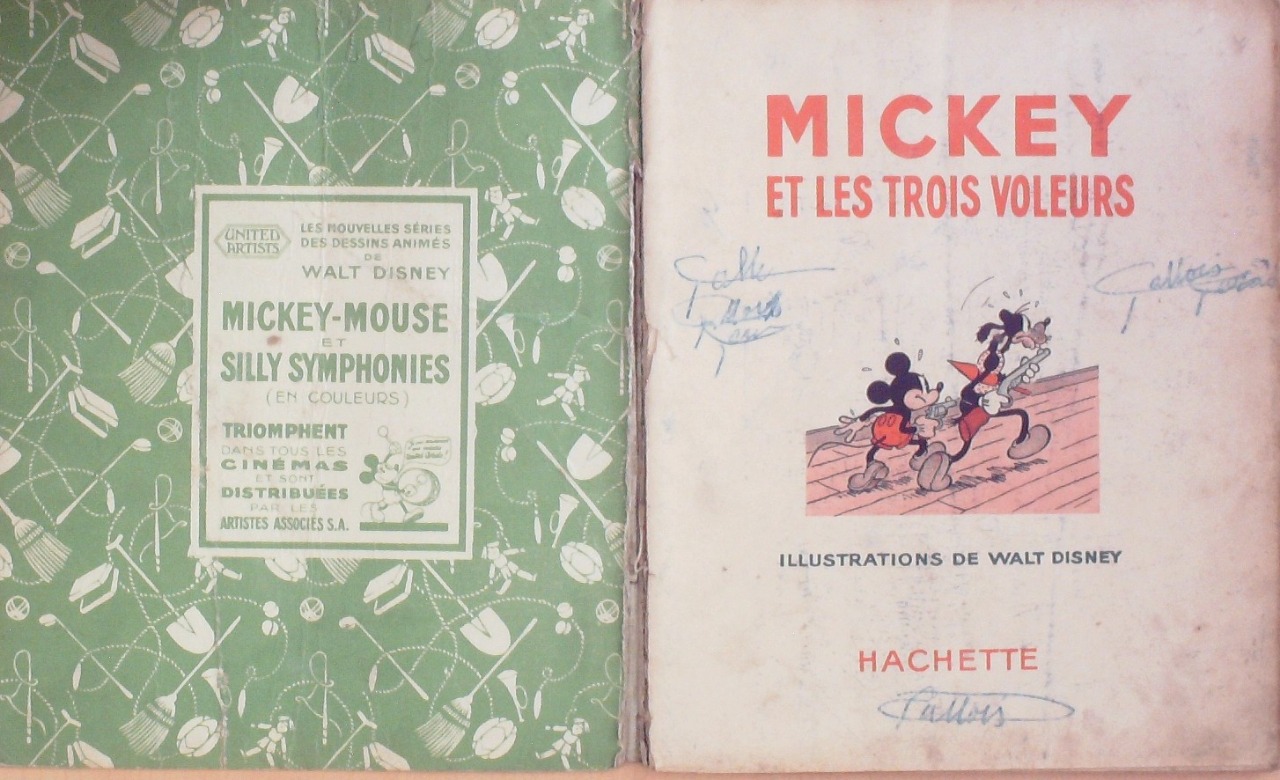 UNITED
ARTISTS
LES NOUVELLES SÉRIES
DES DESSINS ANIMÉS
DE
WALT DISNEY
MICKEY-MOUSE
ET
SILLY SYMPHONIES
(EN COULEURS)
TRIOMPHENT
DANS TOUS LES
CINÉMAS
ET SONT
DISTRIBUÉES
PAR LES
ARTISTES ASSOCIÉS S.A.
MICKEY
ET LES TROIS VOLEURS
Gallois
ILLUSTRATIONS DE WALT DISNEY
HACHETTE
Gallois